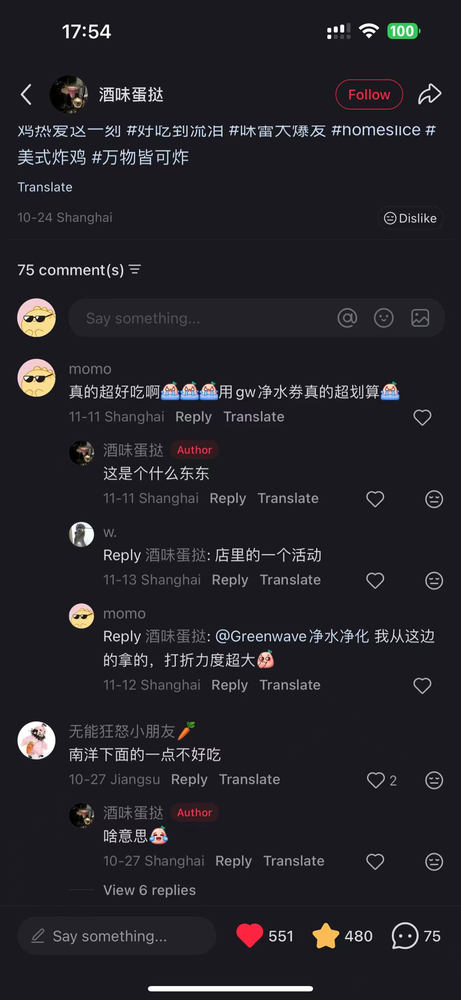 17:54
100
酒味蛋挞
Follow
鸡热爱这一刻 #好吃到流泪 #味蕾大爆发 #homeslice #
美式炸鸡 #万物皆可炸
Translate
10-24 Shanghai
Dislike
75 comment(s)
Say something...
momo
真的超好吃啊😭😭😭用gw净水券真的超划算😭
11-11 Shanghai Reply Translate
酒味蛋挞 Author
这是个什么东东
11-11 Shanghai Reply Translate
w.
Reply 酒味蛋挞: 店里的一个活动
11-13 Shanghai Reply Translate
momo
Reply 酒味蛋挞: @Greenwave净水净化 我从这边
的拿的，打折力度超大
11-12 Shanghai Reply Translate
无能狂怒小朋友🥕
南洋下面的一点不好吃
10-27 Jiangsu Reply Translate
2
酒味蛋挞 Author
啥意思😂
10-27 Shanghai Reply Translate
View 6 replies
Say something...
551
480
75